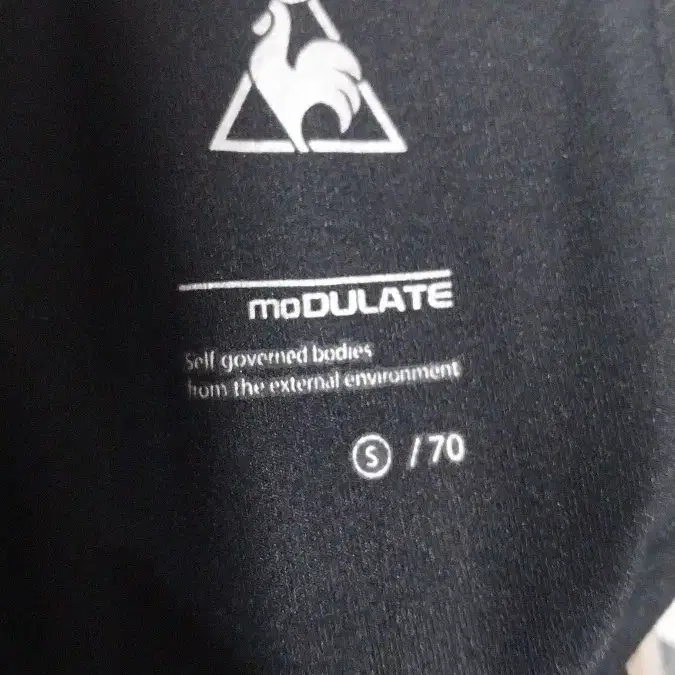 moDULATE
Self governed bodies
from the external environment
S / 70